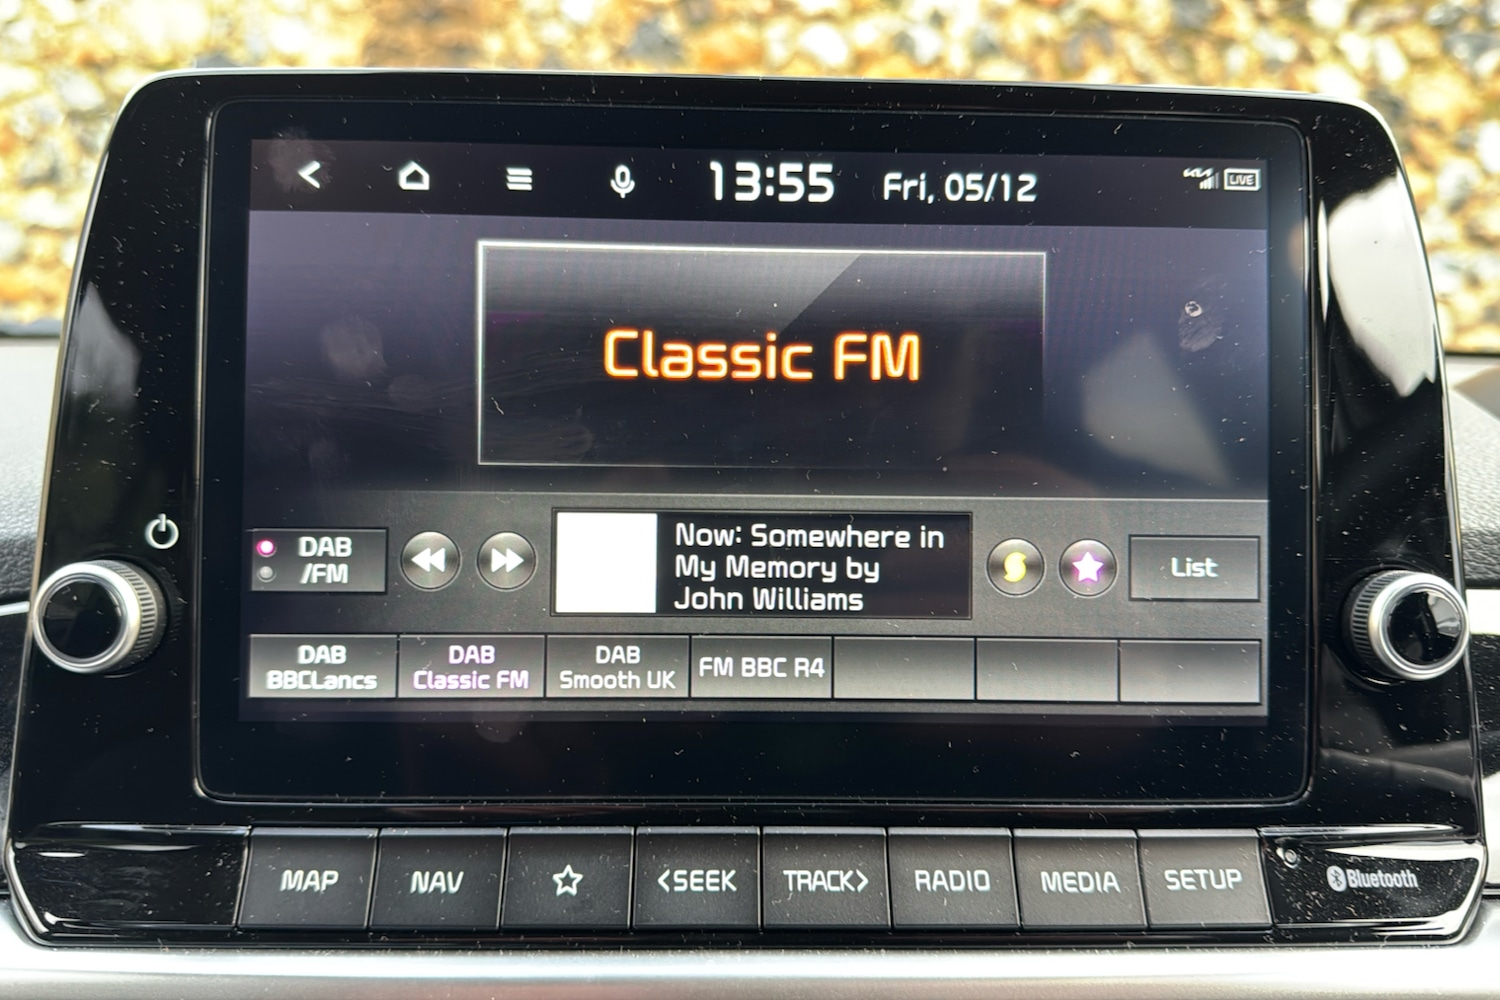 13:55 Fri, 05/12 LIVE
Classic FM
DAB
/FM
Now: Somewhere in
My Memory by
John Williams
List
DAB
BBCLancs
DAB
Classic FM
DAB
Smooth UK
FM BBC R4
MAP NAV <SEEK TRACK> RADIO MEDIA SETUP Bluetooth